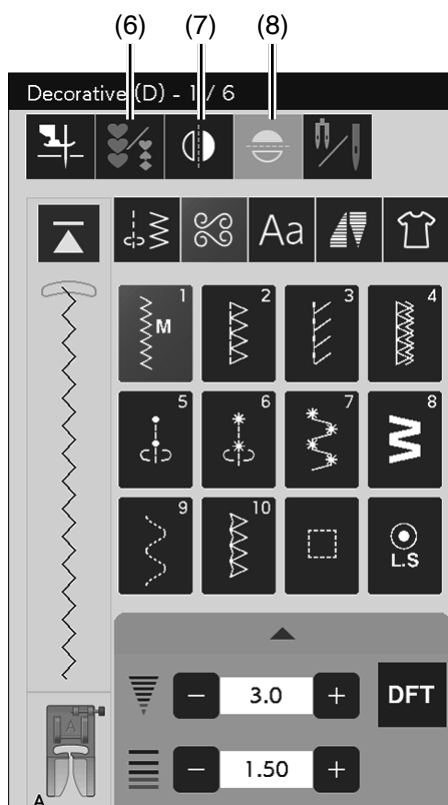 (6) (7) (8)
Decorative (D) - 1 / 6
Aa
1 2 3 4
M
5 6 7 8
9 10
L.S
3.0 DFT
1.50
A
A